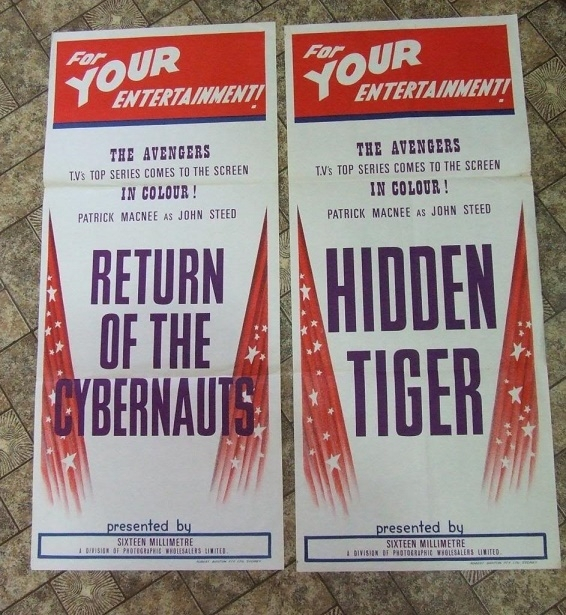 For
YOUR
ENTERTAINMENT!
THE AVENGERS
T.V's TOP SERIES COMES TO THE SCREEN
IN COLOUR!
PATRICK MACNEE AS JOHN STEED
RETURN
OF THE
CYBERNAUTS
presented by
SIXTEEN MILLIMETRE
A DIVISION OF PHOTOGRAPHIC WHOLESALERS LIMITED.
For
YOUR
ENTERTAINMENT!
THE AVENGERS
T.V's TOP SERIES COMES TO THE SCREEN
IN COLOUR!
PATRICK MACNEE AS JOHN STEED
HIDDEN
TIGER
presented by
SIXTEEN MILLIMETRE
A DIVISION OF PHOTOGRAPHIC WHOLESALERS LIMITED.